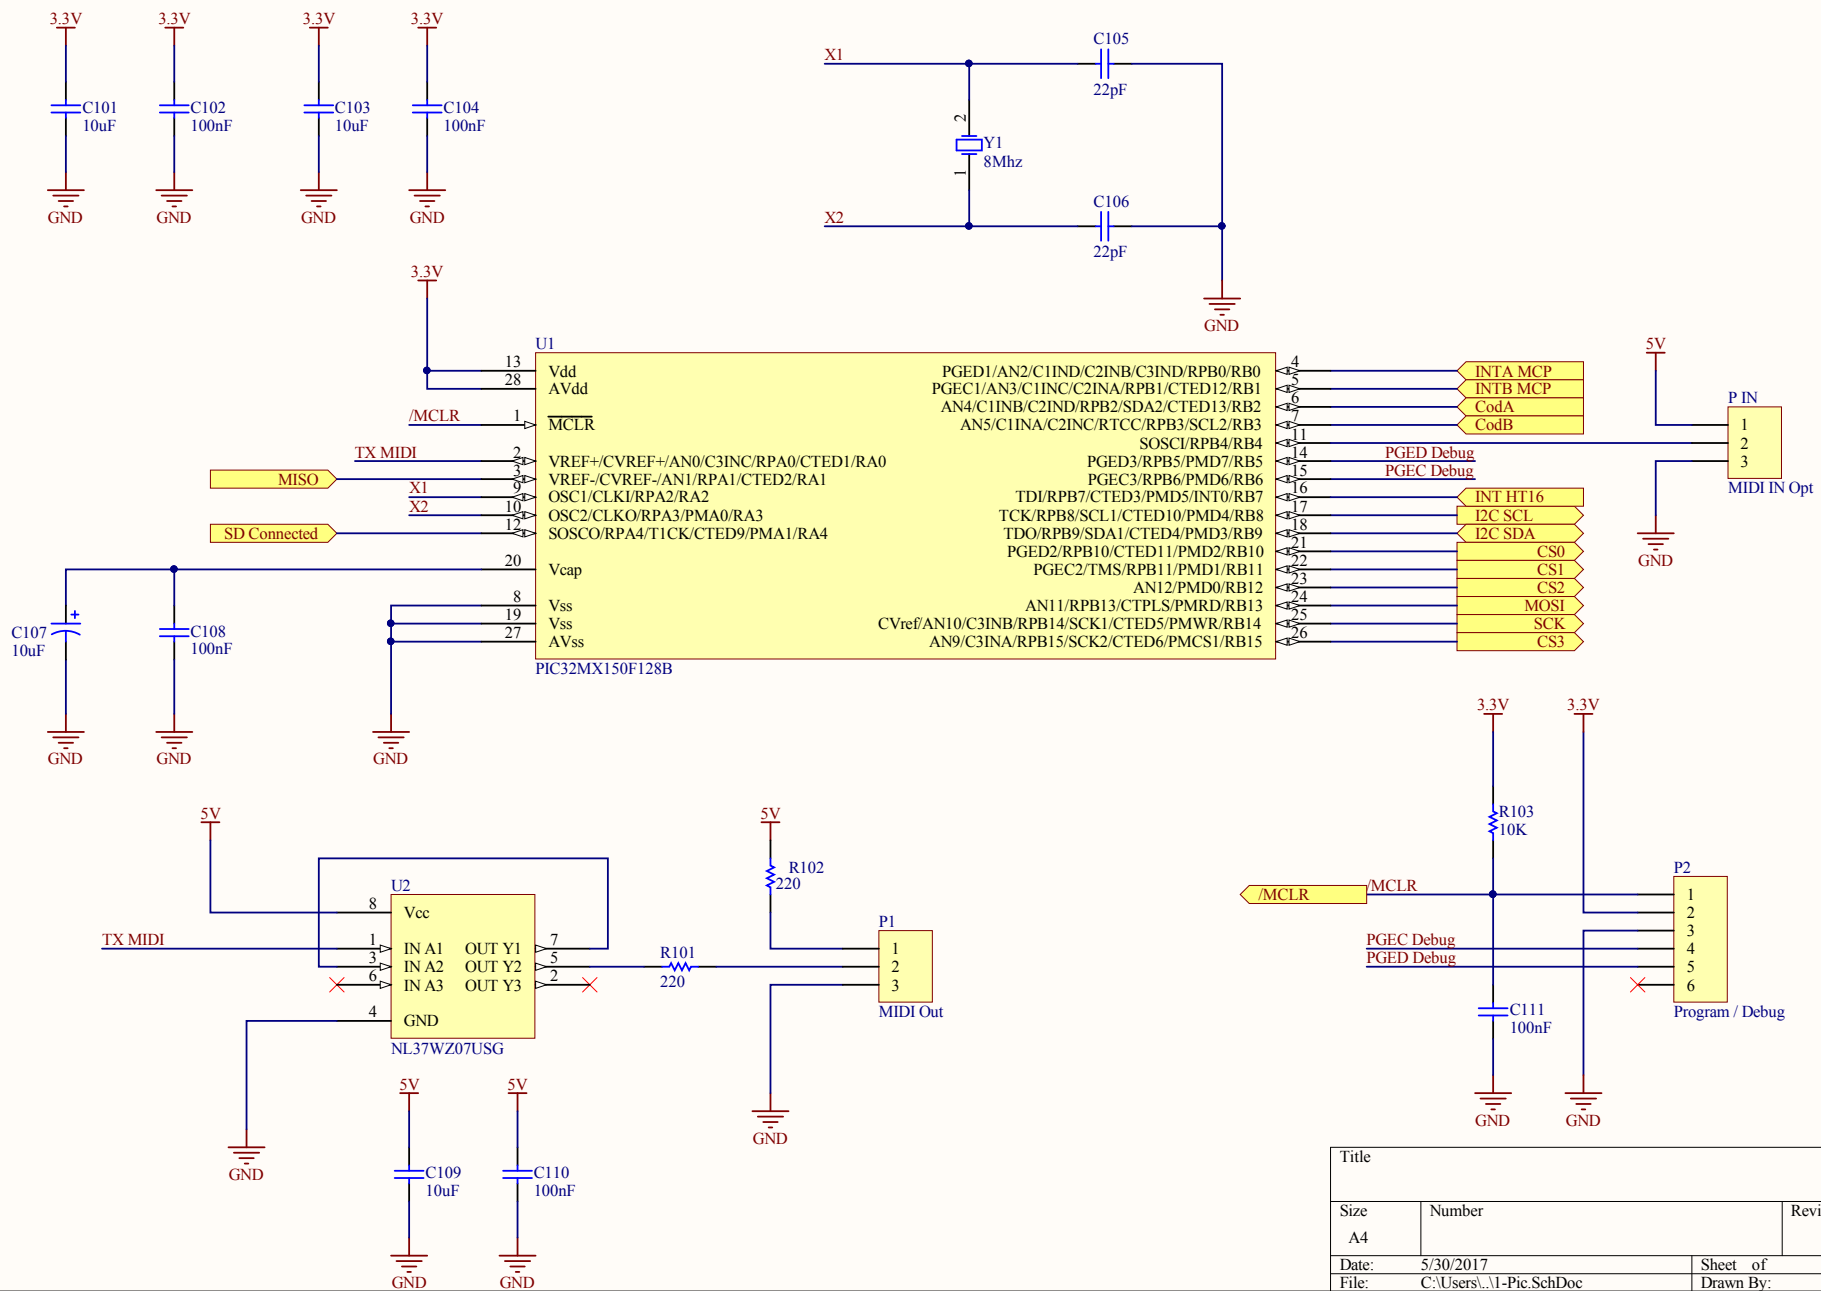 3.3V 3.3V 3.3V 3.3V
C101 C102 C103 C104
10uF 100nF 10uF 100nF
GND GND GND GND
X1
C105
22pF
2
Y1
8Mhz
1
X2
C106
22pF
GND
3.3V
U1
13 Vdd
28 AVdd
/MCLR 1 MCLR
TX MIDI 2 VREF+/CVREF+/AN0/C3INC/RPA0/CTED1/RA0
MISO 3 VREF-/CVREF-/AN1/RPA1/CTED2/RA1
X1 9 OSC1/CLKI/RPA2/RA2
X2 10 OSC2/CLKO/RPA3/PMA0/RA3
SD Connected 12 SOSCO/RPA4/T1CK/CTED9/PMA1/RA4
20 Vcap
8 Vss
19 Vss
27 AVss
PIC32MX150F128B
PGED1/AN2/C1IND/C2INB/C3IND/RPB0/RB0 4 INTA MCP
PGEC1/AN3/C1INC/C2INA/RPB1/CTED12/RB1 5 INTB MCP
AN4/C1INB/C2IND/RPB2/SDA2/CTED13/RB2 6 CodA
AN5/C1INA/C2INC/RTCC/RPB3/SCL2/RB3 7 CodB
SOSCI/RPB4/RB4 11
PGED3/RPB5/PMD7/RB5 14 PGED Debug
PGEC3/RPB6/PMD6/RB6 15 PGEC Debug
TDI/RPB7/CTED3/PMD5/INT0/RB7 16 INT HT16
TCK/RPB8/SCL1/CTED10/PMD4/RB8 17 I2C SCL
TDO/RPB9/SDA1/CTED4/PMD3/RB9 18 I2C SDA
PGED2/RPB10/CTED11/PMD2/RB10 21 CS0
PGEC2/TMS/RPB11/PMD1/RB11 22 CS1
AN12/PMD0/RB12 23 CS2
AN11/RPB13/CTPLS/PMRD/RB13 24 MOSI
CVref/AN10/C3INB/RPB14/SCK1/CTED5/PMWR/RB14 25 SCK
AN9/C3INA/RPB15/SCK2/CTED6/PMCS1/RB15 26 CS3
5V
P IN
1
2
3
MIDI IN Opt
GND
+
C107 C108
10uF 100nF
GND GND GND
5V
U2
8 Vcc
TX MIDI 1 IN A1 OUT Y1 7
3 IN A2 OUT Y2 5
6 IN A3 OUT Y3 2
4 GND
NL37WZ07USG
GND
5V
R102
220
R101
220
P1
1
2
3
MIDI Out
GND
5V 5V
C109 C110
10uF 100nF
GND GND
3.3V 3.3V
R103
10K
P2
/MCLR /MCLR 1
2
3
PGEC Debug 4
PGED Debug 5
6
Program / Debug
C111
100nF
GND GND
Title
Size Number Revi
A4
Date: 5/30/2017 Sheet of
File: C:\Users\..\1-Pic.SchDoc Drawn By: